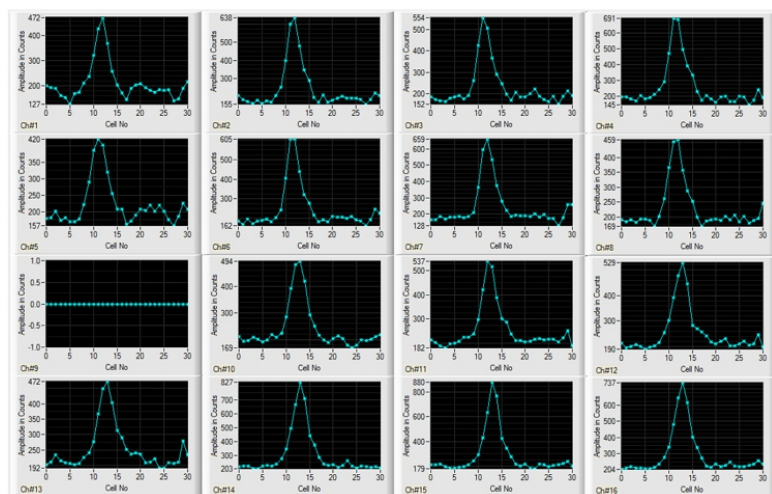 472
400
300
200
127
0 5 10 15 20 25 30
Amplitude in Counts
Ch#1
Cell No
638
500
400
300
155
0 5 10 15 20 25 30
Amplitude in Counts
Ch#2
Cell No
554
500
400
300
200
152
0 5 10 15 20 25 30
Amplitude in Counts
Ch#3
Cell No
691
600
500
400
300
200
145
0 5 10 15 20 25 30
Amplitude in Counts
Ch#4
Cell No
420
350
300
250
200
157
0 5 10 15 20 25 30
Amplitude in Counts
Ch#5
Cell No
605
500
400
300
162
0 5 10 15 20 25 30
Amplitude in Counts
Ch#6
Cell No
659
500
400
300
200
128
0 5 10 15 20 25 30
Amplitude in Counts
Ch#7
Cell No
459
400
350
300
250
200
169
0 5 10 15 20 25 30
Amplitude in Counts
Ch#8
Cell No
1.0
0.5
0.0
-0.5
-1.0
0 5 10 15 20 25 30
Amplitude in Counts
Ch#9
Cell No
494
400
300
169
0 5 10 15 20 25 30
Amplitude in Counts
Ch#10
Cell No
537
400
300
182
0 5 10 15 20 25 30
Amplitude in Counts
Ch#11
Cell No
529
400
300
190
0 5 10 15 20 25 30
Amplitude in Counts
Ch#12
Cell No
472
400
350
300
250
192
0 5 10 15 20 25 30
Amplitude in Counts
Ch#13
Cell No
827
700
600
500
400
300
203
0 5 10 15 20 25 30
Amplitude in Counts
Ch#14
Cell No
880
800
600
400
179
0 5 10 15 20 25 30
Amplitude in Counts
Ch#15
Cell No
737
600
500
400
300
204
0 5 10 15 20 25 30
Amplitude in Counts
Ch#16
Cell No